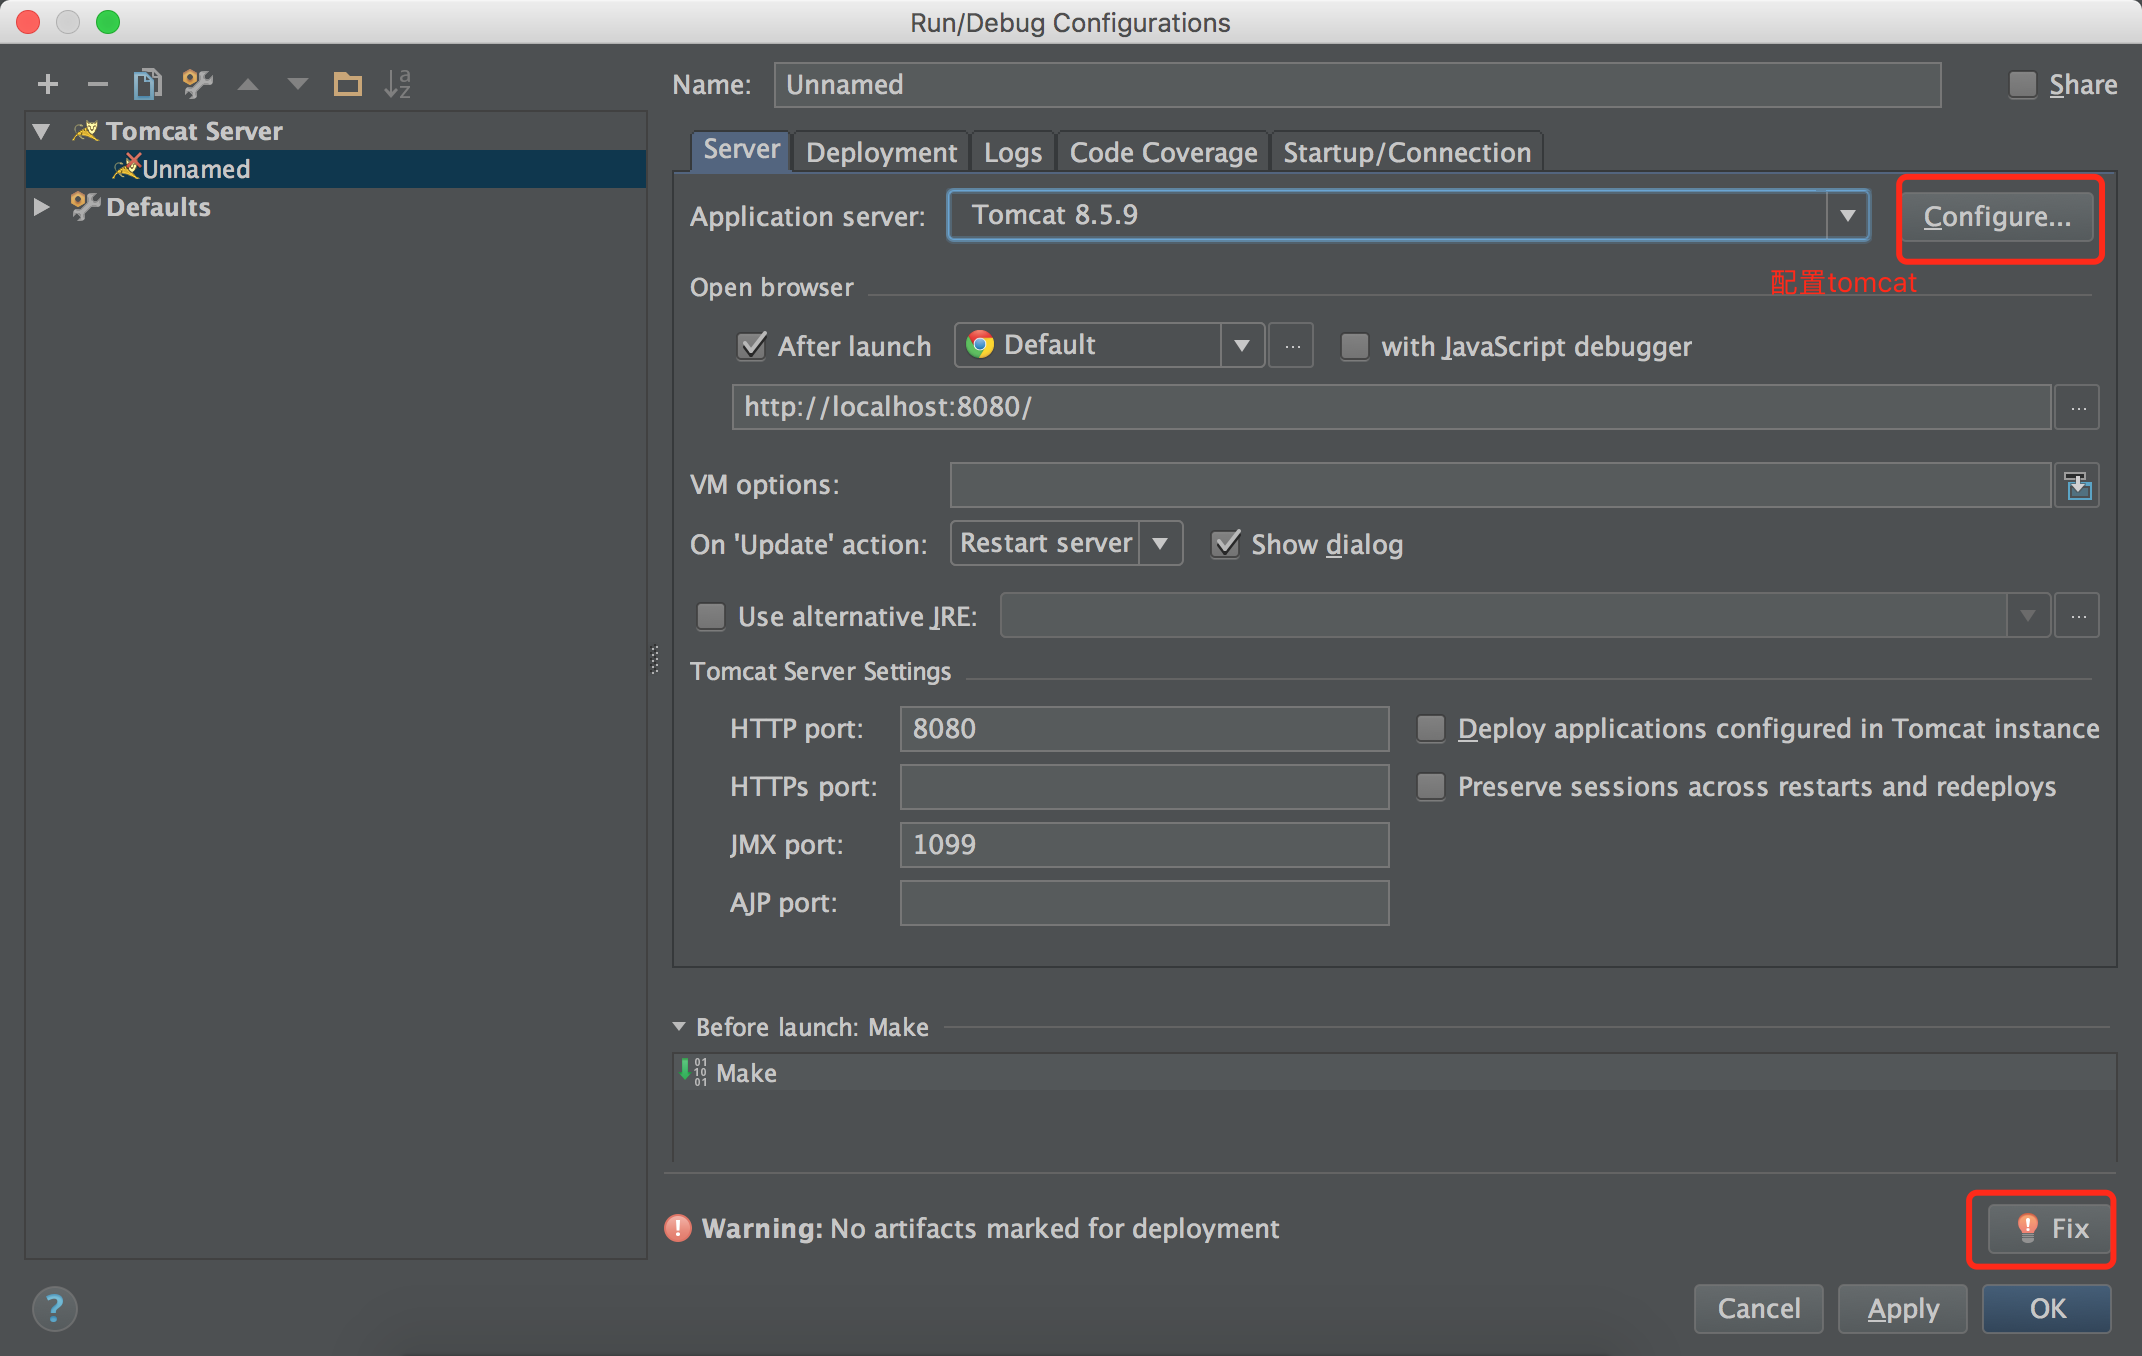 Run/Debug Configurations
Name: Unnamed Share
Tomcat Server
Unnamed
Defaults
Server Deployment Logs Code Coverage Startup/Connection
Application server: Tomcat 8.5.9 Configure...
配置tomcat
Open browser
After launch Default ... with JavaScript debugger
http://localhost:8080/ ...
VM options:
On 'Update' action: Restart server Show dialog
Use alternative JRE: ...
Tomcat Server Settings
HTTP port: 8080 Deploy applications configured in Tomcat instance
HTTPs port: Preserve sessions across restarts and redeploys
JMX port: 1099
AJP port:
Before launch: Make
Make
Warning: No artifacts marked for deployment Fix
? Cancel Apply OK